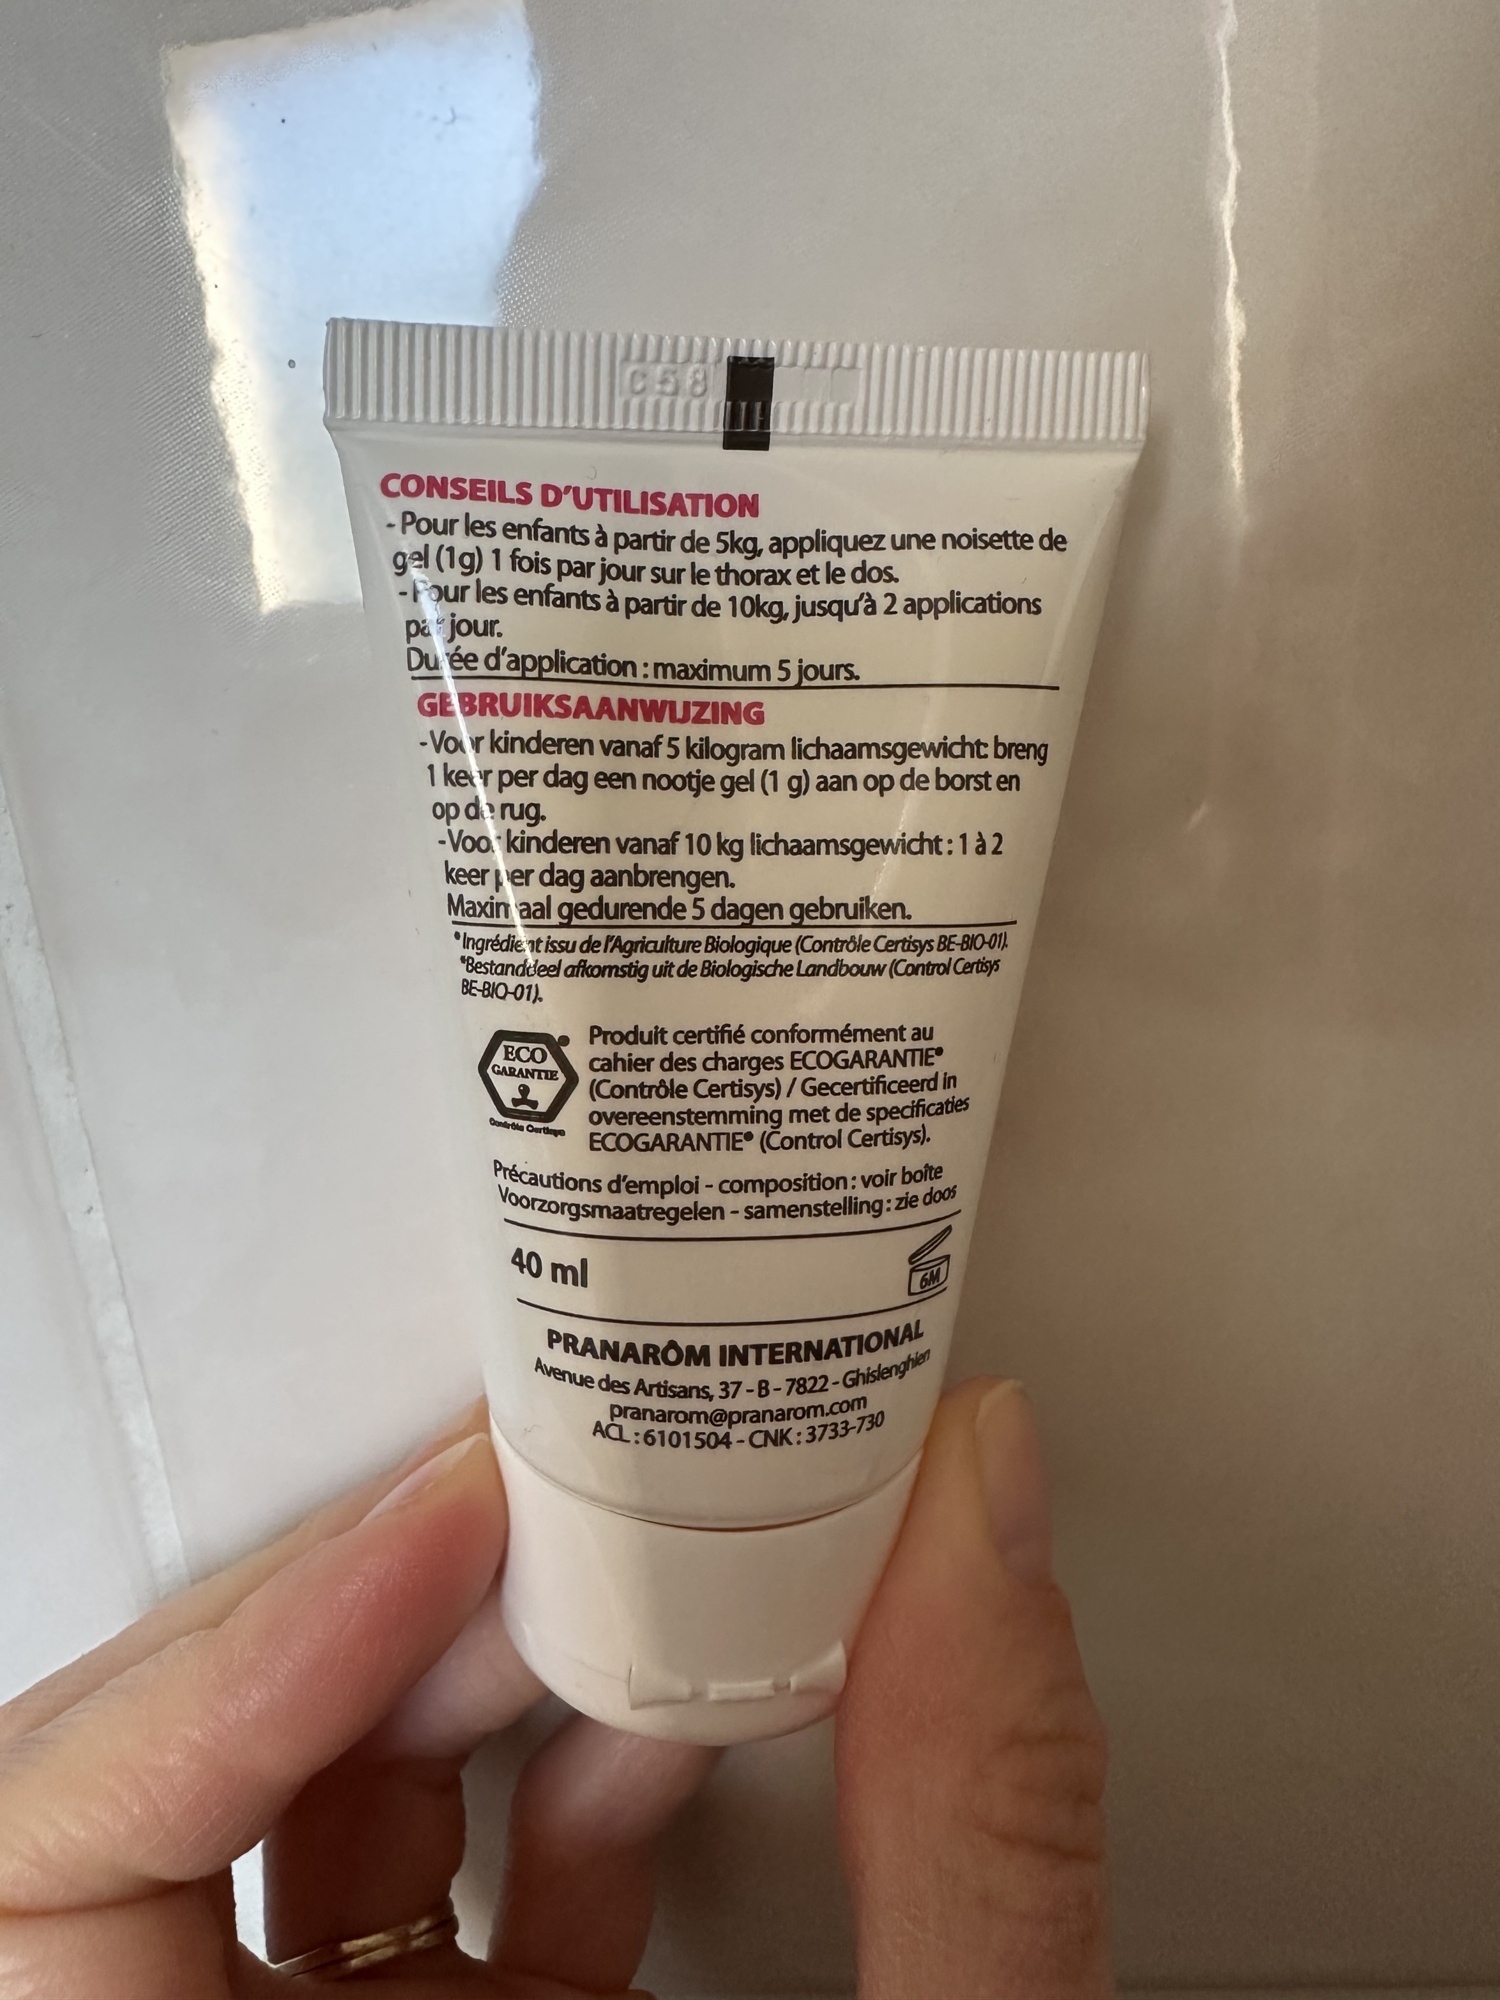 C58
CONSEILS D'UTILISATION
- Pour les enfants à partir de 5kg, appliquez une noisette de
gel (1g) 1 fois par jour sur le thorax et le dos.
- Pour les enfants à partir de 10kg, jusqu'à 2 applications
par jour.
Durée d'application : maximum 5 jours.
GEBRUIKSAANWIJZING
- Voor kinderen vanaf 5 kilogram lichaamsgewicht: breng
1 keer per dag een nootje gel (1 g) aan op de borst en
op de rug.
- Voor kinderen vanaf 10 kg lichaamsgewicht : 1 à 2
keer per dag aanbrengen.
Maximaal gedurende 5 dagen gebruiken.
*Ingrédient issu de l'Agriculture Biologique (Contrôle Certisys BE-BIO-01).
*Bestanddeel afkomstig uit de Biologische Landbouw (Control Certisys
BE-BIO-01).
ECO
GARANTIE
Contrôle Certisys
Produit certifié conformément au
cahier des charges ECOGARANTIE®
(Contrôle Certisys) / Gecertificeerd in
overeenstemming met de specificaties
ECOGARANTIE® (Control Certisys).
Précautions d'emploi - composition : voir boîte
Voorzorgsmaatregelen - samenstelling : zie doos
40 ml
6M
PRANARÔM INTERNATIONAL
Avenue des Artisans, 37 - B - 7822 - Ghislenghien
pranarom@pranarom.com
ACL : 6101504 - CNK : 3733-730